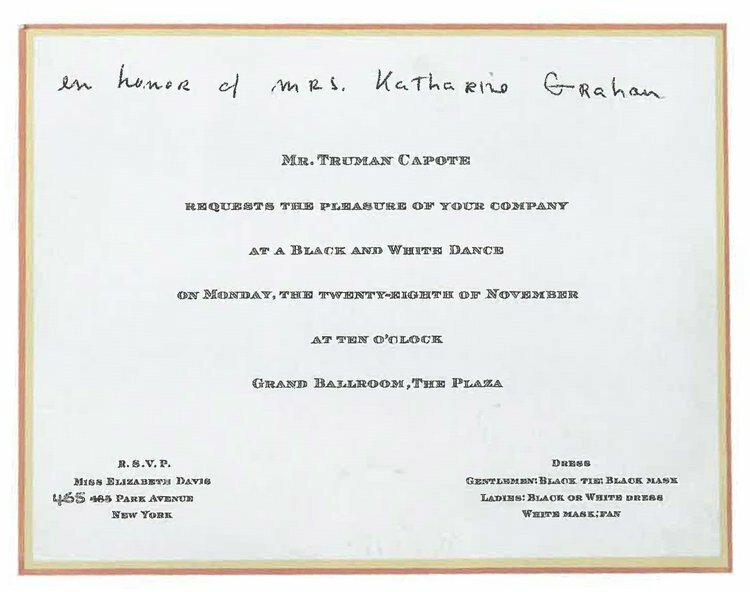 en honor of mrs. Katharine Graham
MR. TRUMAN CAPOTE
REQUESTS THE PLEASURE OF YOUR COMPANY
AT A BLACK AND WHITE DANCE
ON MONDAY, THE TWENTY-EIGHTH OF NOVEMBER
AT TEN O'CLOCK
GRAND BALLROOM, THE PLAZA
R. S. V. P.
MISS ELIZABETH DAVIS
465 465 PARK AVENUE
NEW YORK
DRESS
GENTLEMEN: BLACK TIE; BLACK MASK
LADIES: BLACK OR WHITE DRESS
WHITE MASK; FAN